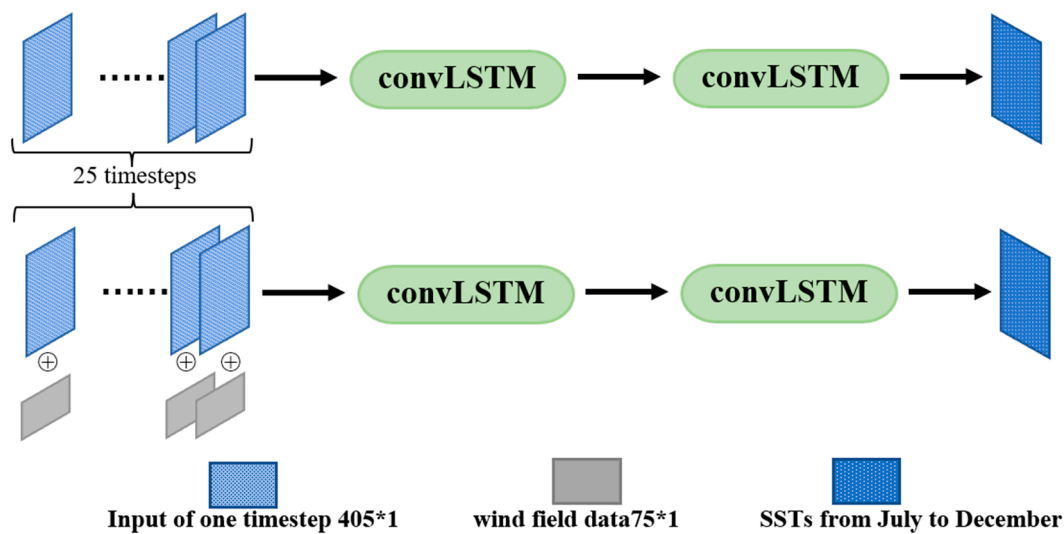 convLSTM
convLSTM
25 timesteps
convLSTM
convLSTM
Input of one timestep 405*1
wind field data75*1
SSTs from July to December